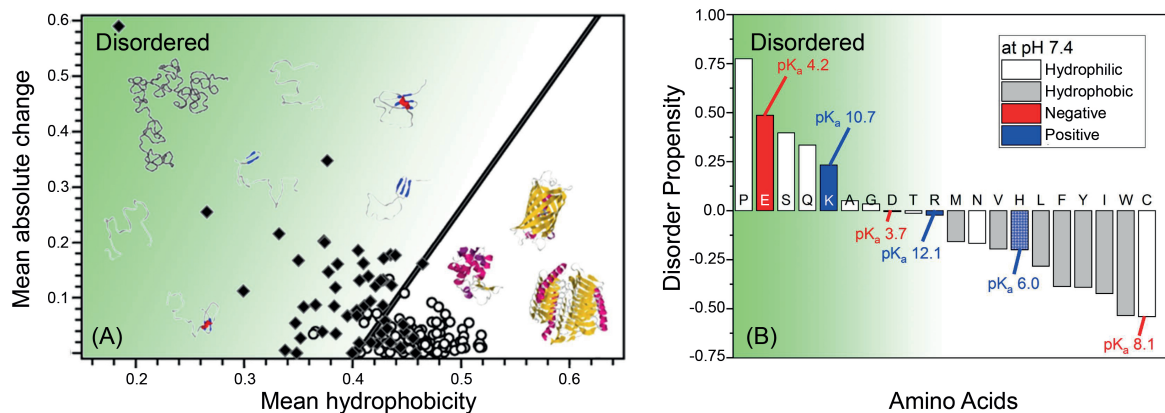 Disordered
0.6
0.5
0.4
0.3
0.2
0.1
Mean absolute change
(A)
0.2 0.3 0.4 0.5 0.6
Mean hydrophobicity
1.00
0.75
0.50
0.25
0.0
-0.25
-0.50
-0.75
Disorder Propensity
Disordered
at pH 7.4
Hydrophilic
Hydrophobic
Negative
Positive
pKa 4.2
pKa 10.7
P E S Q K A G D T R M N V H L F Y I W C
pKa 3.7
pKa 12.1
pKa 6.0
pKa 8.1
(B)
Amino Acids